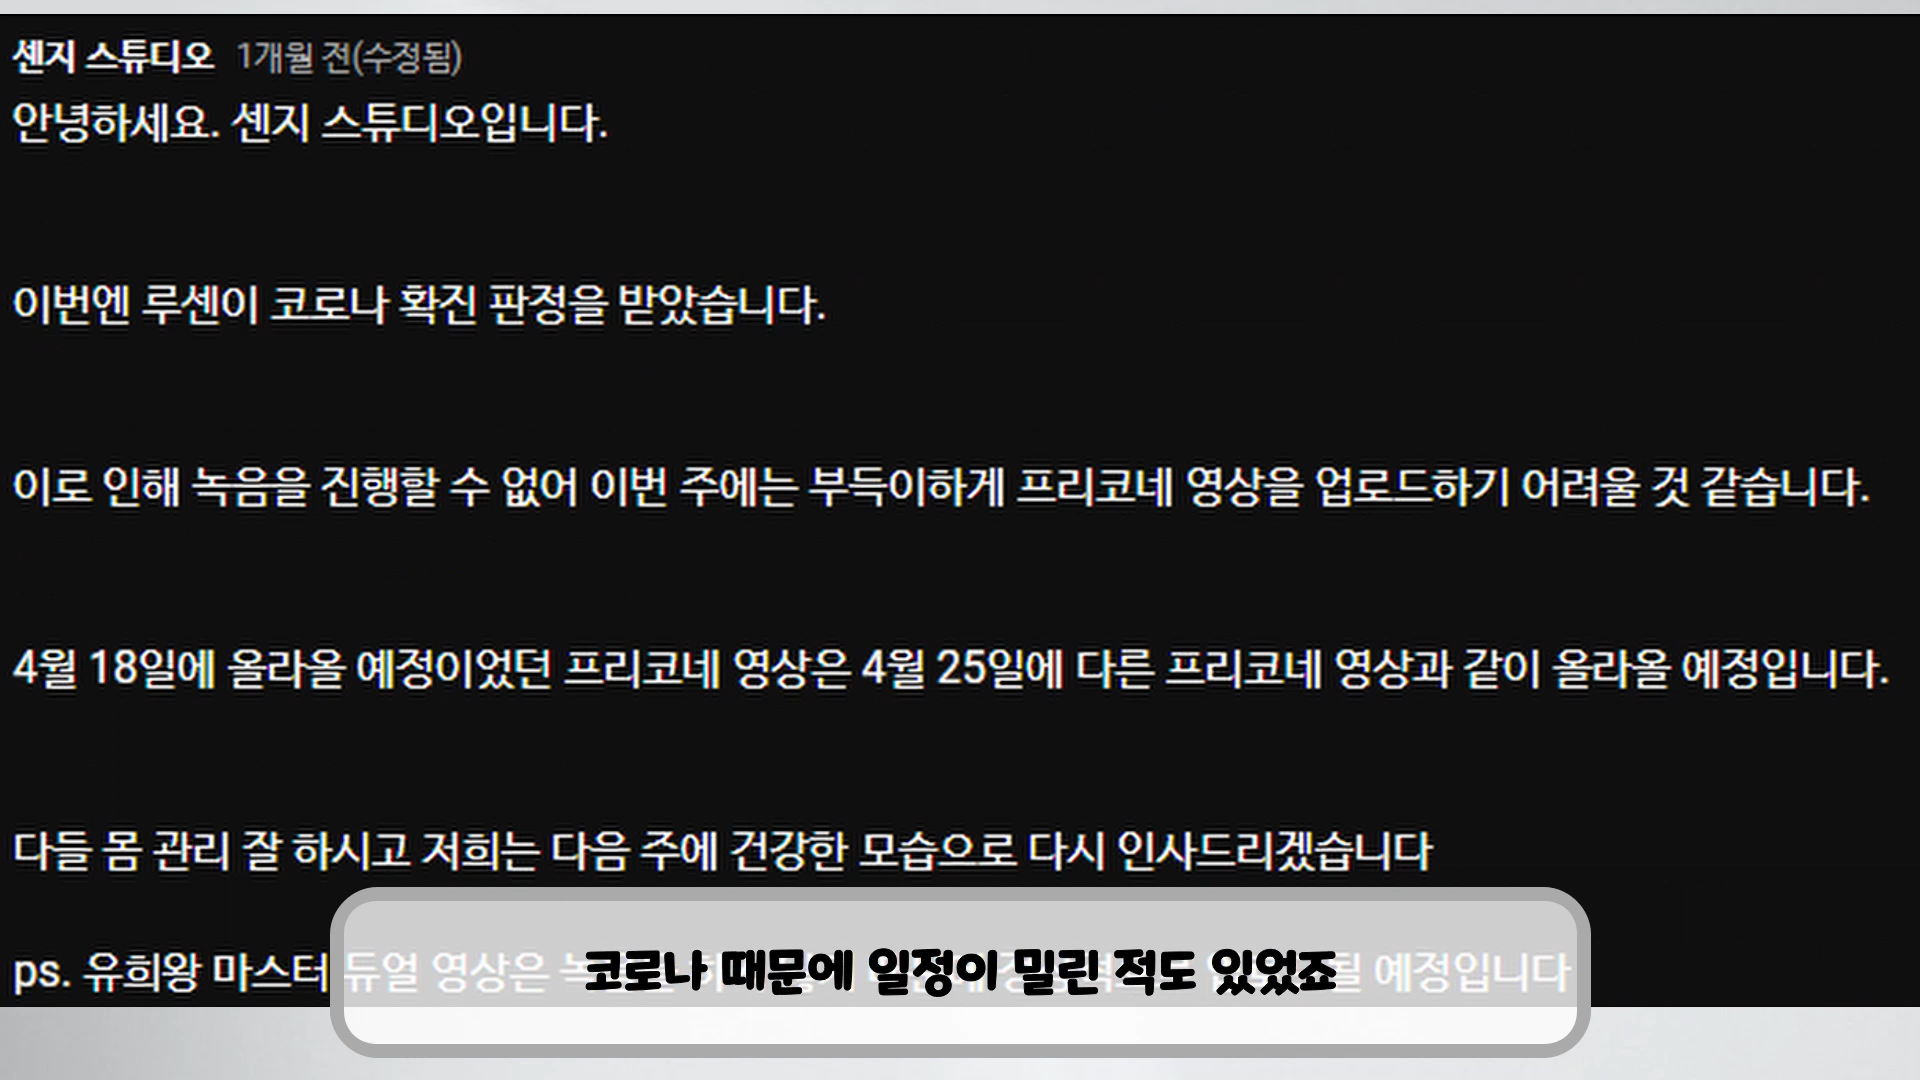 센지 스튜디오 1개월 전(수정됨)
안녕하세요. 센지 스튜디오입니다.
이번엔 루센이 코로나 확진 판정을 받았습니다.
이로 인해 녹음을 진행할 수 없어 이번 주에는 부득이하게 프리코네 영상을 업로드하기 어려울 것 같습니다.
4월 18일에 올라올 예정이었던 프리코네 영상은 4월 25일에 다른 프리코네 영상과 같이 올라올 예정입니다.
다들 몸 관리 잘 하시고 저희는 다음 주에 건강한 모습으로 다시 인사드리겠습니다
ps. 유희왕 마스터 듀얼 영상은 예정입니다
코로나 때문에 일정이 밀린 적도 있었죠